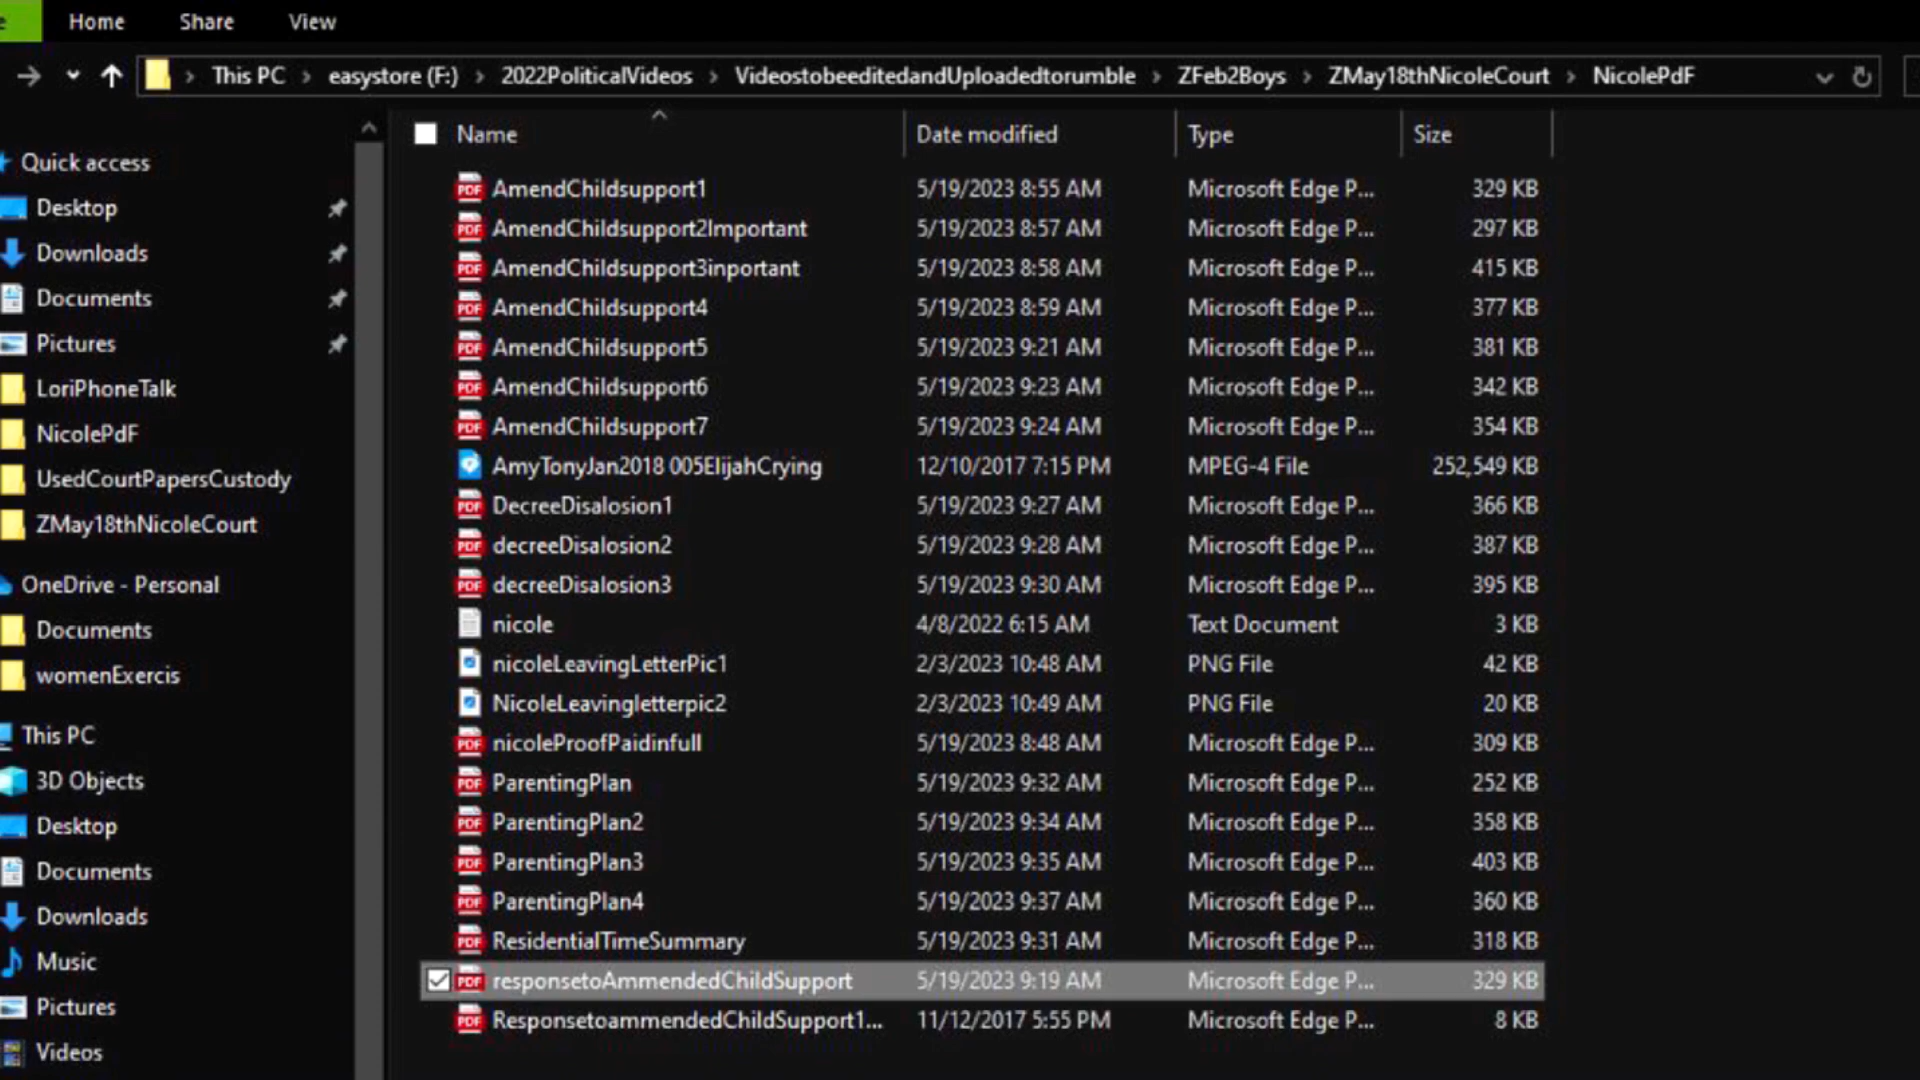 Home Share View
This PC easystore (F:) 2022PoliticalVideos VideostobeeditedandUploadedtorumble ZFeb2Boys ZMay18thNicoleCourt NicolePdF
Name Date modified Type Size
Quick access
Desktop
Downloads
Documents
Pictures
LoriPhoneTalk
NicolePdF
UsedCourtPapersCustody
ZMay18thNicoleCourt
OneDrive - Personal
Documents
womenExercis
This PC
3D Objects
Desktop
Documents
Downloads
Music
Pictures
Videos
AmendChildsupport1 5/19/2023 8:55 AM Microsoft Edge P... 329 KB
AmendChildsupport2Important 5/19/2023 8:57 AM Microsoft Edge P... 297 KB
AmendChildsupport3inportant 5/19/2023 8:58 AM Microsoft Edge P... 415 KB
AmendChildsupport4 5/19/2023 8:59 AM Microsoft Edge P... 377 KB
AmendChildsupport5 5/19/2023 9:21 AM Microsoft Edge P... 381 KB
AmendChildsupport6 5/19/2023 9:23 AM Microsoft Edge P... 342 KB
AmendChildsupport7 5/19/2023 9:24 AM Microsoft Edge P... 354 KB
AmyTonyJan2018 005ElijahCrying 12/10/2017 7:15 PM MPEG-4 File 252,549 KB
DecreeDisalosion1 5/19/2023 9:27 AM Microsoft Edge P... 366 KB
decreeDisalosion2 5/19/2023 9:28 AM Microsoft Edge P... 387 KB
decreeDisalosion3 5/19/2023 9:30 AM Microsoft Edge P... 395 KB
nicole 4/8/2022 6:15 AM Text Document 3 KB
nicoleLeavingLetterPic1 2/3/2023 10:48 AM PNG File 42 KB
NicoleLeavingletterpic2 2/3/2023 10:49 AM PNG File 20 KB
nicoleProofPaidinfull 5/19/2023 8:48 AM Microsoft Edge P... 309 KB
ParentingPlan 5/19/2023 9:32 AM Microsoft Edge P... 252 KB
ParentingPlan2 5/19/2023 9:34 AM Microsoft Edge P... 358 KB
ParentingPlan3 5/19/2023 9:35 AM Microsoft Edge P... 403 KB
ParentingPlan4 5/19/2023 9:37 AM Microsoft Edge P... 360 KB
ResidentialTimeSummary 5/19/2023 9:31 AM Microsoft Edge P... 318 KB
responsetoAmmendedChildSupport 5/19/2023 9:19 AM Microsoft Edge P... 329 KB
ResponsetoammendedChildSupport1... 11/12/2017 5:55 PM Microsoft Edge P... 8 KB